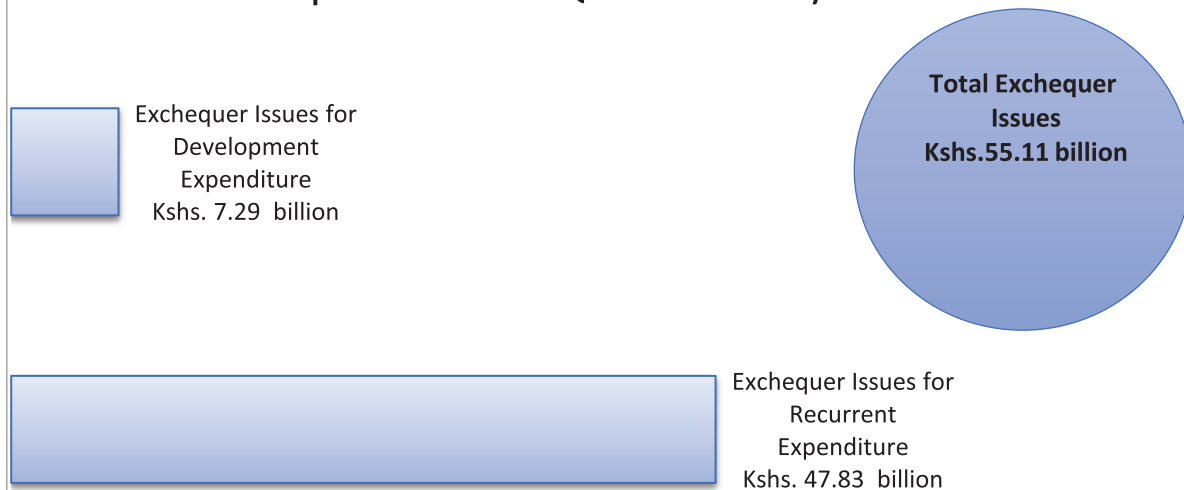 Exchequer Issues for
Development
Expenditure
Kshs. 7.29 billion
Total Exchequer
Issues
Kshs.55.11 billion
Exchequer Issues for
Recurrent
Expenditure
Kshs. 47.83 billion